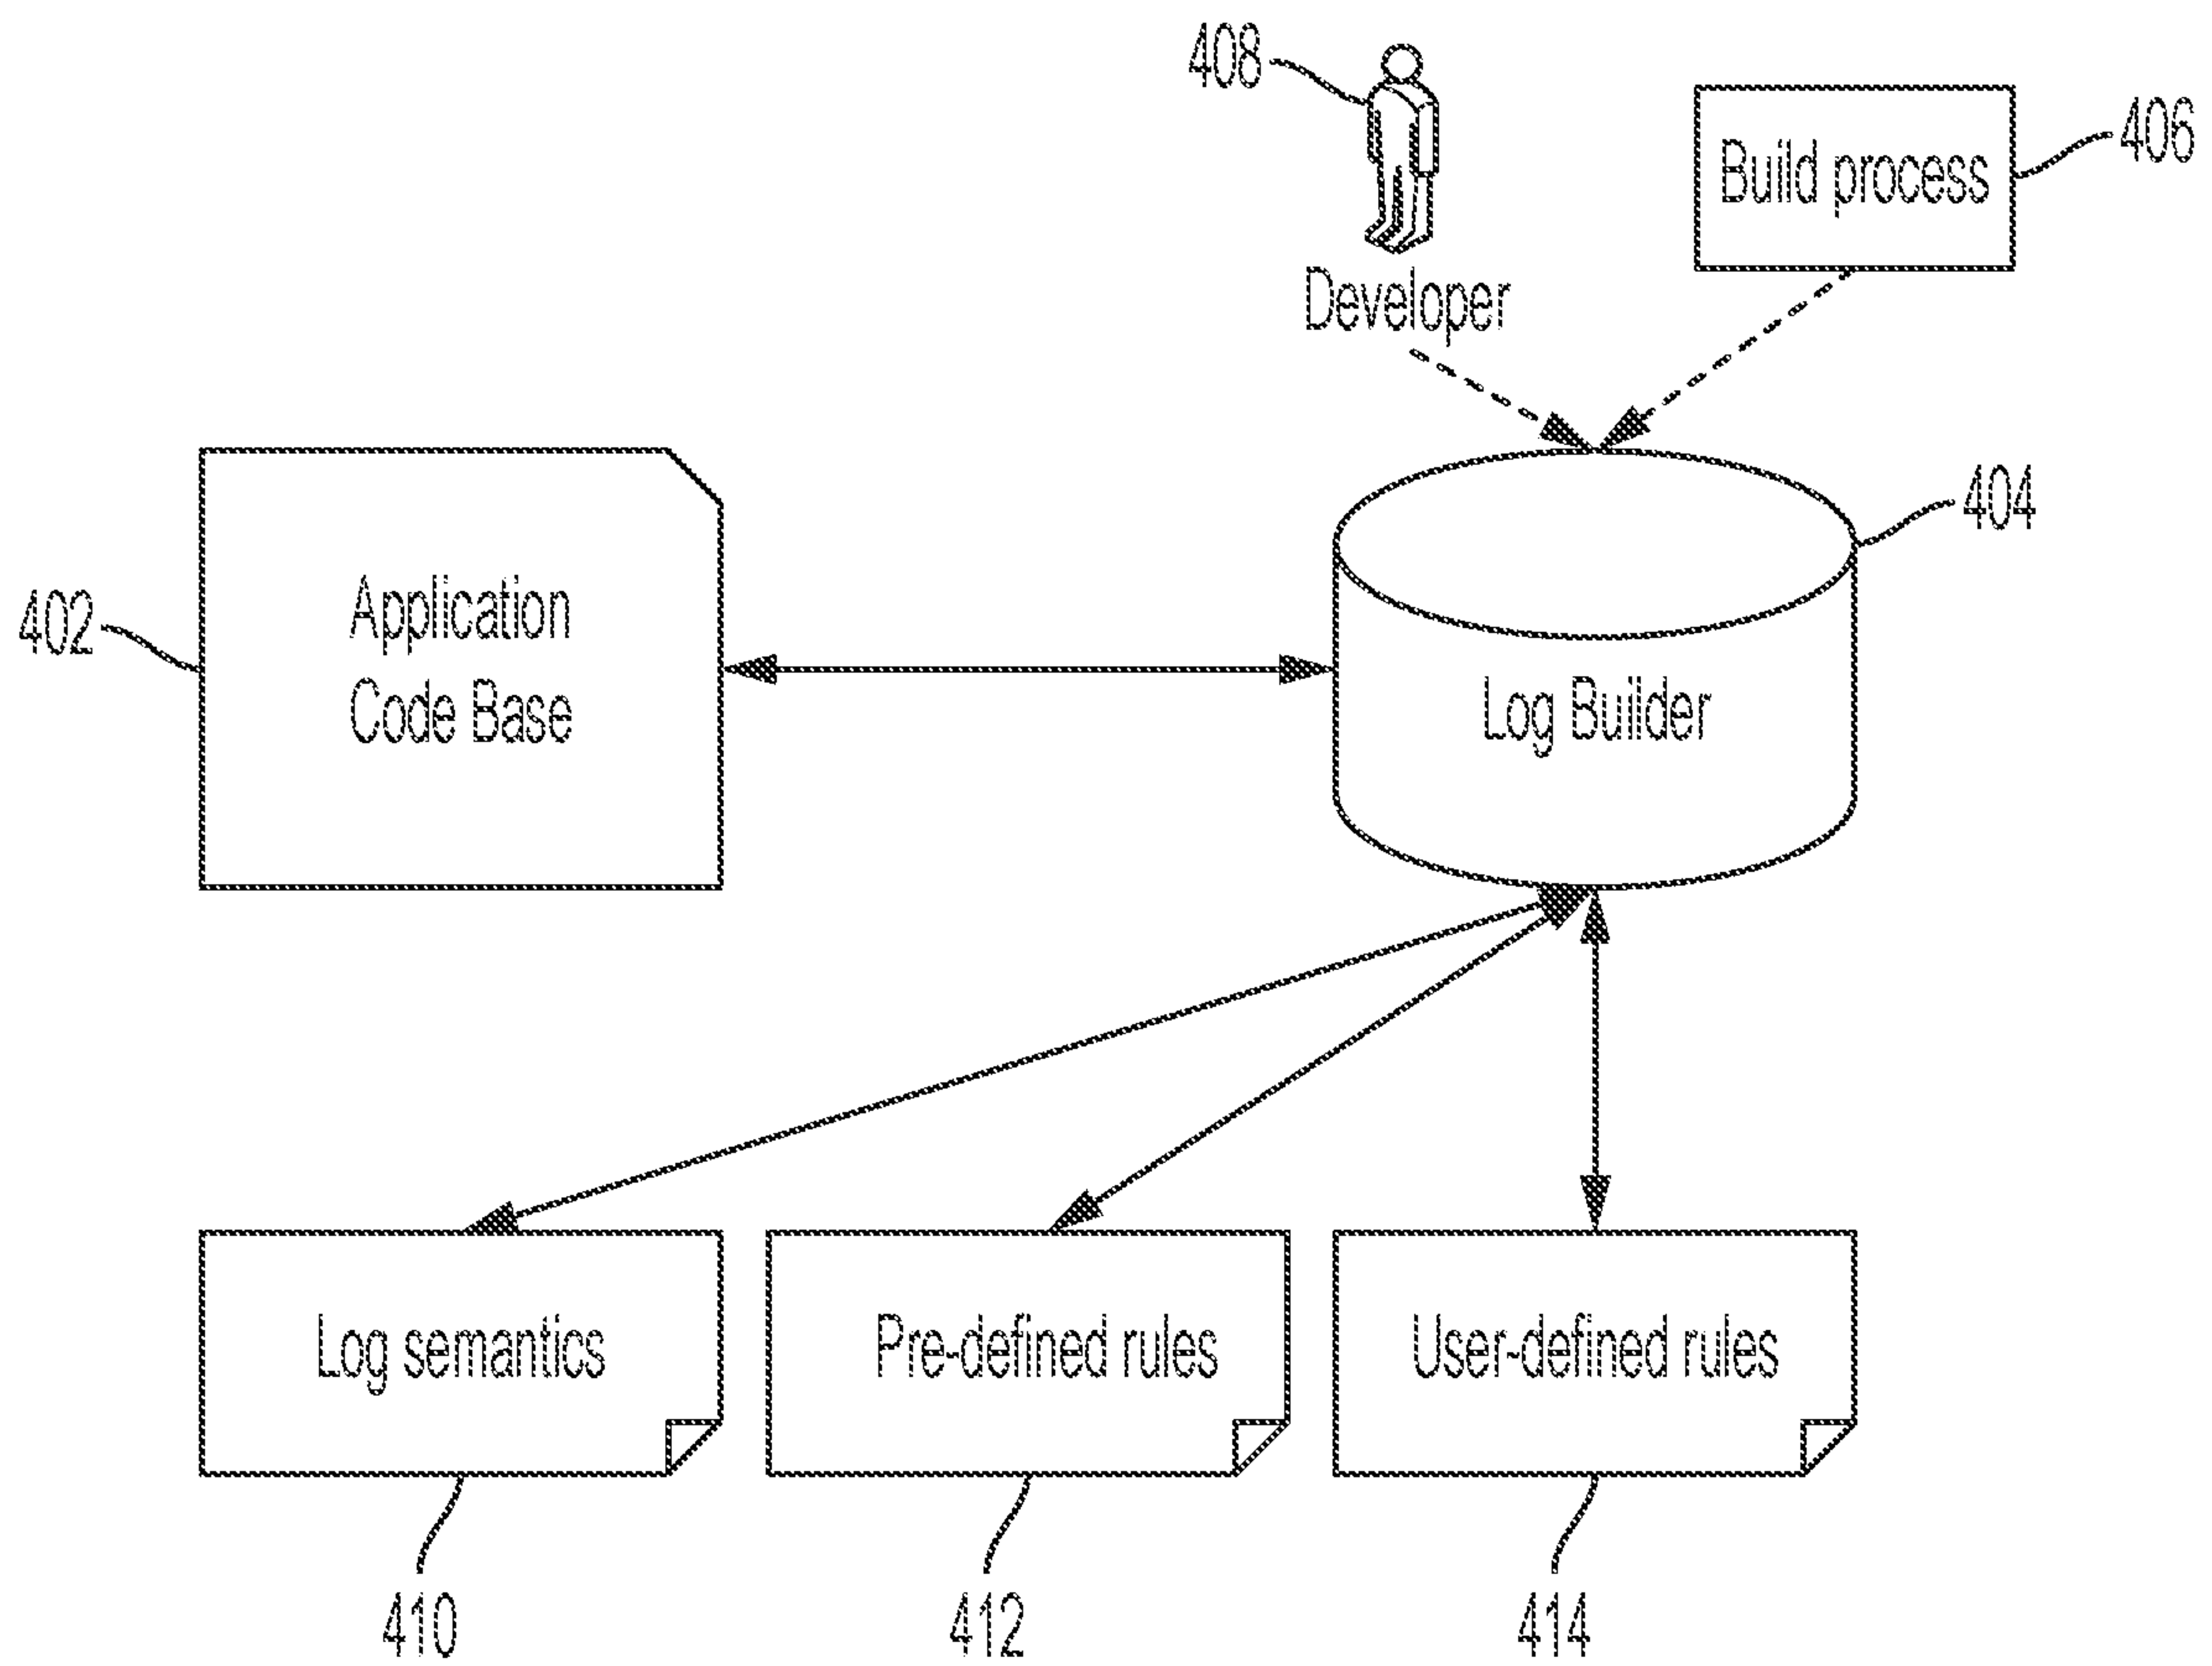 408
406
Build process
Developer
404
402
Application
Code Base
Log Builder
Log semantics
Pre-defined rules
User-defined rules
410
412
414